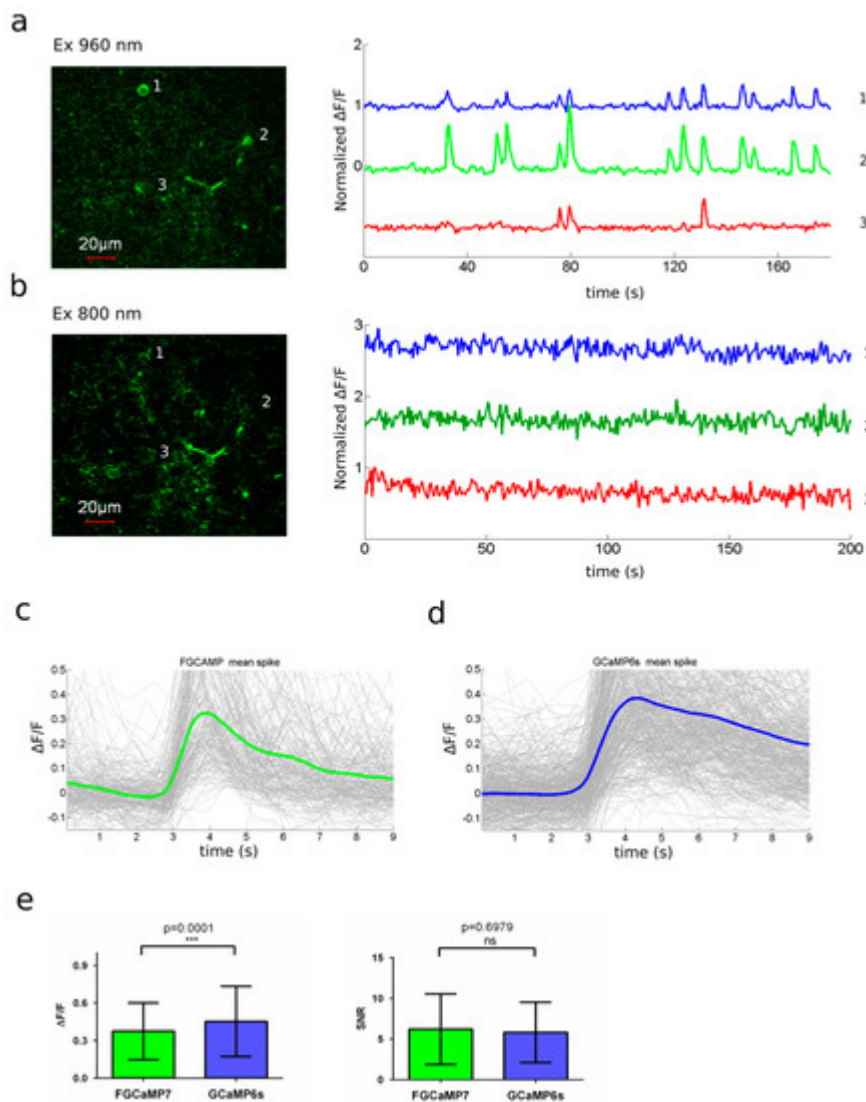 a
Ex 960 nm
1
2
3
20µm
Normalized ΔF/F
2
1
0
1
2
3
0 40 80 120 160
time (s)
b
Ex 800 nm
1
2
3
20µm
Normalized ΔF/F
3
2
1
0 50 100 150 200
time (s)
c
FGCAMP mean spike
ΔF/F
0.5
0.4
0.3
0.2
0.1
0
-0.1
1 2 3 4 5 6 7 8 9
time (s)
d
GCaMP6s mean spike
ΔF/F
0.5
0.4
0.3
0.2
0.1
0
-0.1
1 2 3 4 5 6 7 8 9
time (s)
e
p=0.0001
***
ΔF/F
0.9
0.6
0.3
0.0
FGCaMP7 GCaMP6s
p=0.6979
ns
SNR
15
10
5
0
FGCaMP7 GCaMP6s